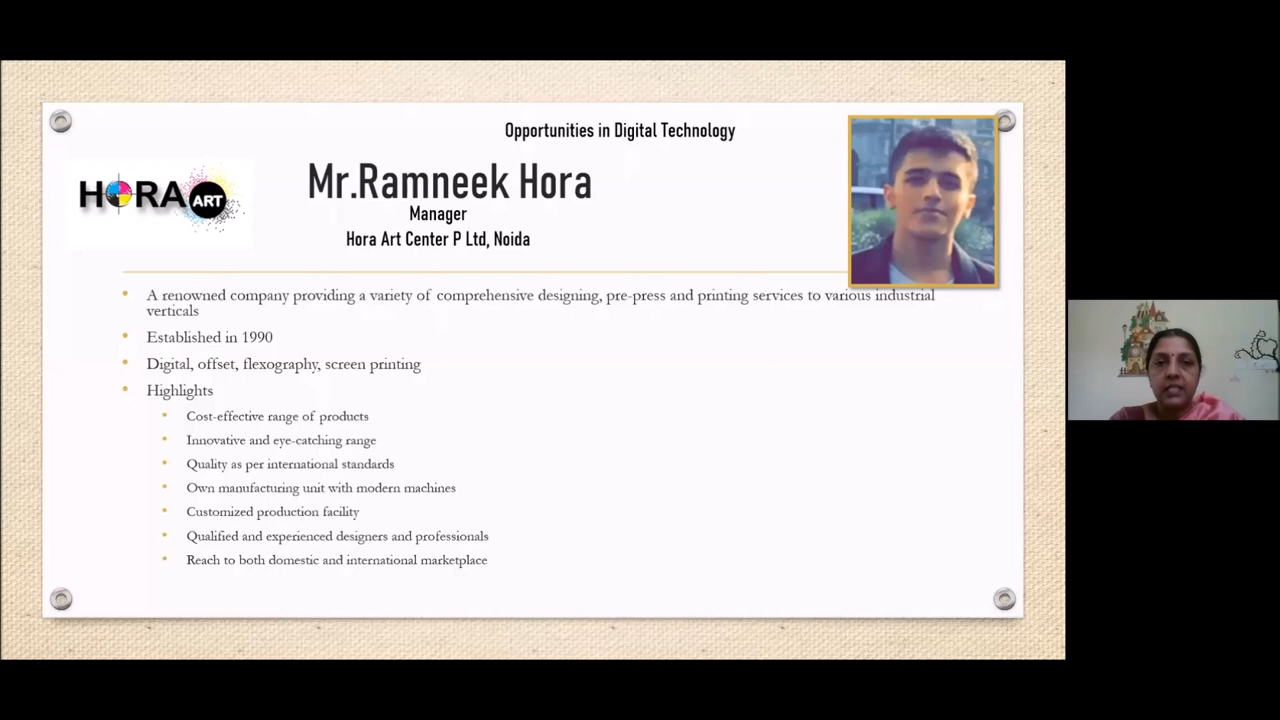 Opportunities in Digital Technology
HORA ART
Mr.Ramneek Hora
Manager
Hora Art Center P Ltd, Noida
• A renowned company providing a variety of comprehensive designing, pre-press and printing services to various industrial
verticals
• Established in 1990
• Digital, offset, flexography, screen printing
• Highlights
• Cost-effective range of products
• Innovative and eye-catching range
• Quality as per international standards
• Own manufacturing unit with modern machines
• Customized production facility
• Qualified and experienced designers and professionals
• Reach to both domestic and international marketplace